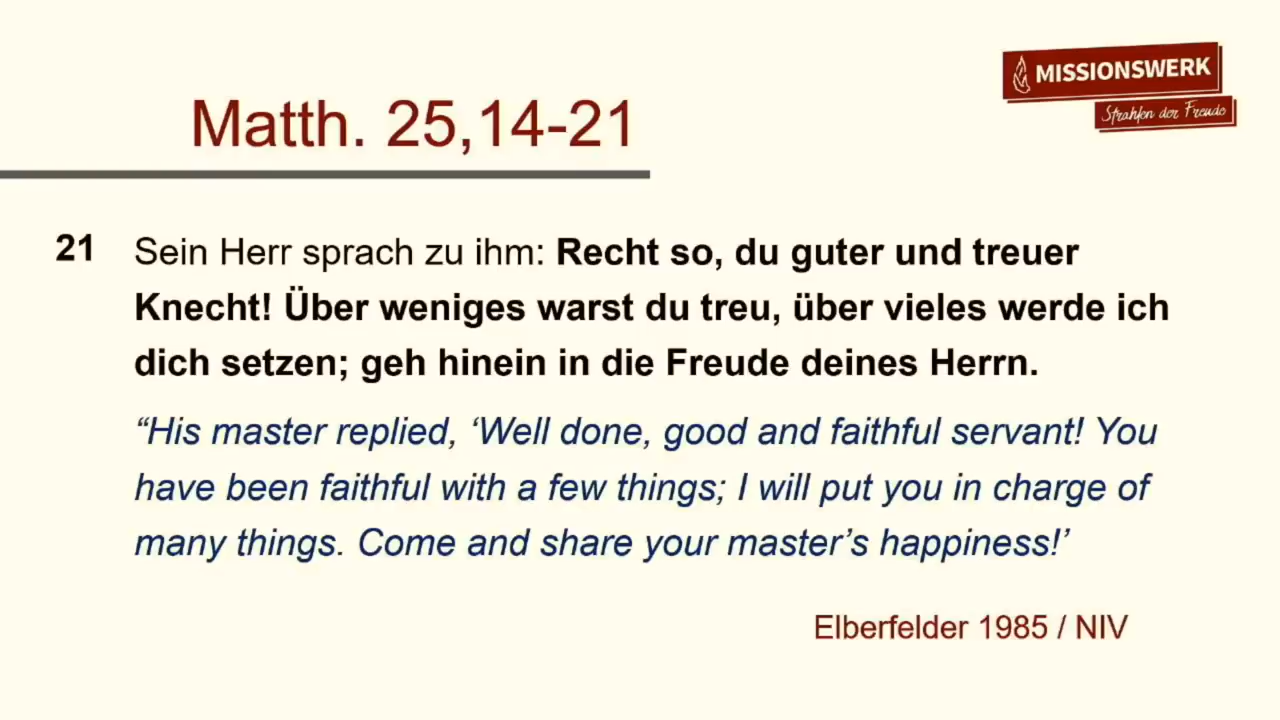 MISSIONSWERK
Strahlen der Freude
Matth. 25,14-21
21 Sein Herr sprach zu ihm: Recht so, du guter und treuer
Knecht! Über weniges warst du treu, über vieles werde ich
dich setzen; geh hinein in die Freude deines Herrn.
“His master replied, ‘Well done, good and faithful servant! You
have been faithful with a few things; I will put you in charge of
many things. Come and share your master’s happiness!’
Elberfelder 1985 / NIV